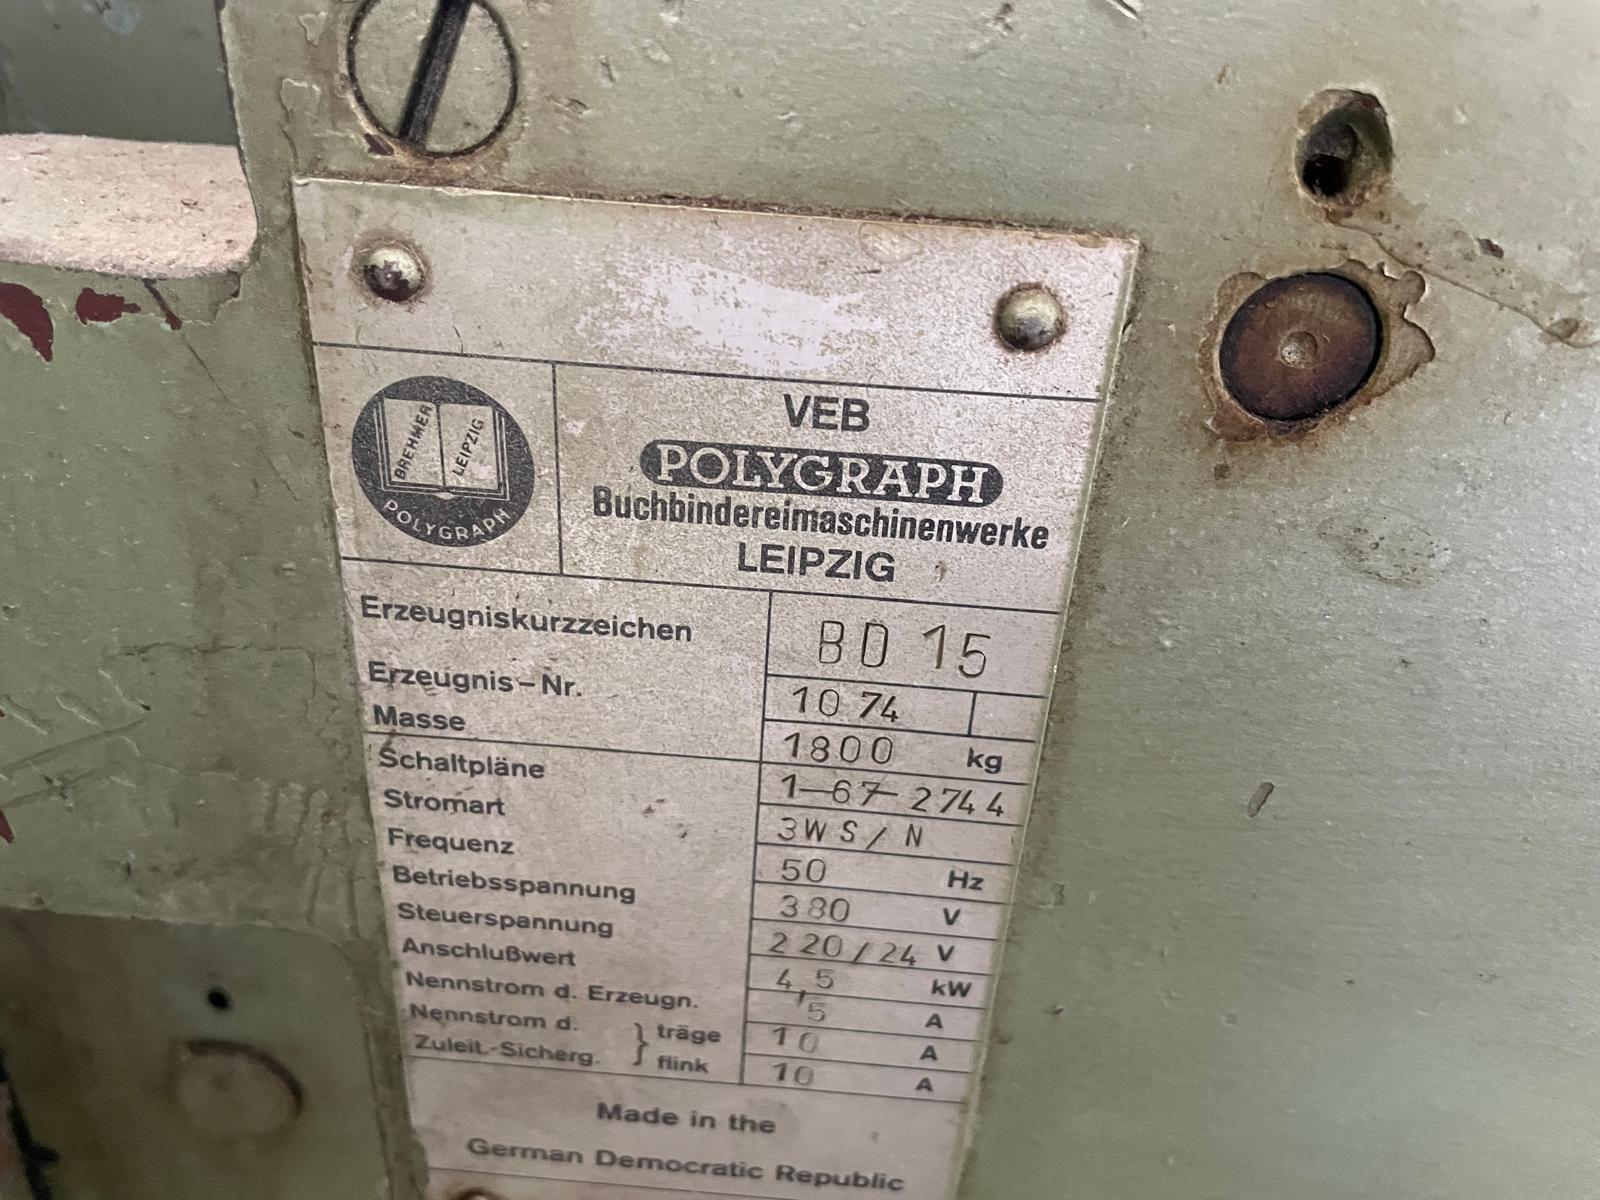 BREHMER
LEIPZIG
POLYGRAPH
VEB
POLYGRAPH
Buchbindereimaschinenwerke
LEIPZIG
Erzeugniskurzzeichen BD 15
Erzeugnis-Nr. 10 74
Masse 1800 kg
Schaltpläne 1-67-2744
Stromart 3WS/N
Frequenz 50 Hz
Betriebsspannung 380 V
Steuerspannung 220/24 V
Anschlußwert 4,5 kW
Nennstrom d. Erzeugn. 5 A
Nennstrom d. } träge 10 A
Zuleit.-Sicherg. } flink 10 A
Made in the
German Democratic Republic